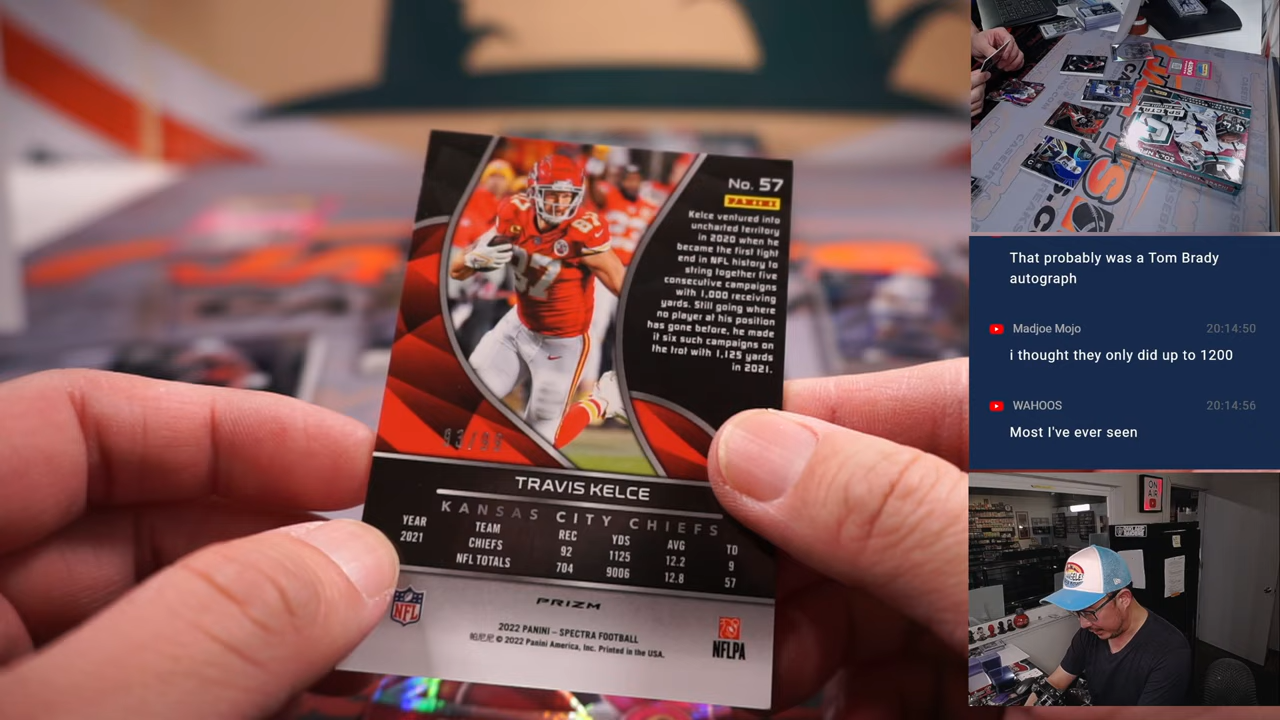 No. 57
PANINI
Kelce ventured into
uncharted territory
in 2020 when he
became the first tight
end in NFL history to
string together five
consecutive campaigns
with 1,000 receiving
yards. Still going where
no player at his position
has gone before, he made
it six such campaigns on
the trot with 1,125 yards
in 2021.
87
TRAVIS KELCE
KANSAS CITY CHIEFS
YEAR TEAM REC YDS AVG TD
2021 CHIEFS 92 1125 12.2 9
NFL TOTALS 704 9006 12.8 57
PRIZM
NFL
2022 PANINI – SPECTRA FOOTBALL
帕尼尼 © 2022 Panini America, Inc. Printed in the USA.
NFLPA
That probably was a Tom Brady
autograph
Madjoe Mojo 20:14:50
i thought they only did up to 1200
WAHOOS 20:14:56
Most I've ever seen
ON
AIR